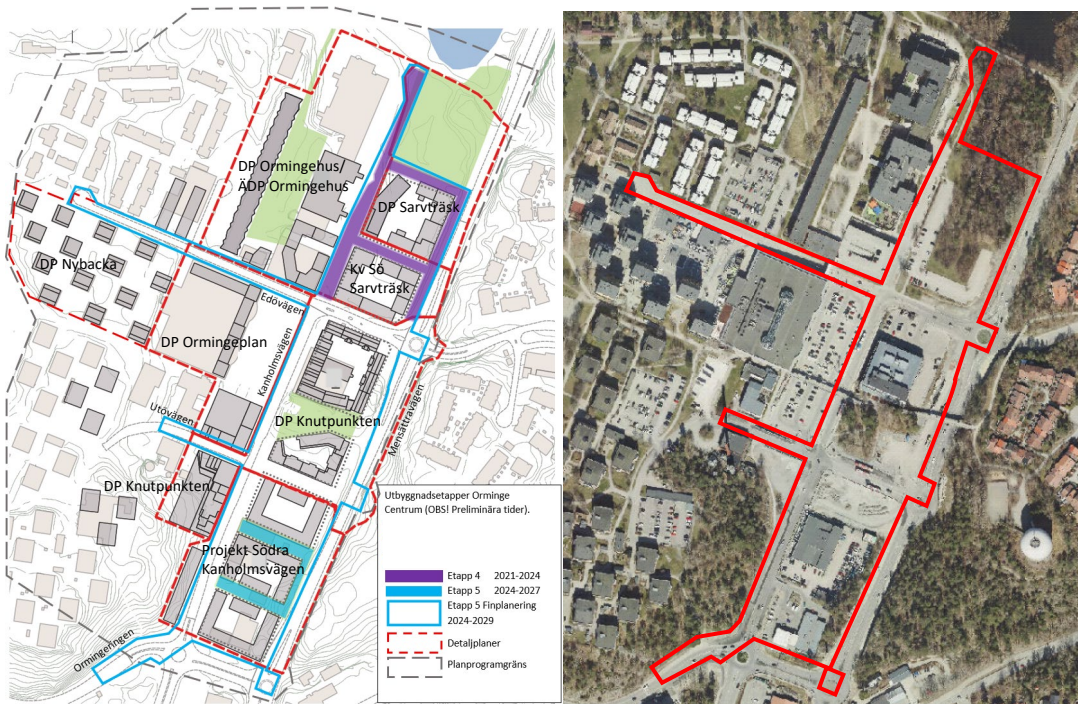 DP Ormingehus/
ÄDP Ormingehus
DP Sarvträsk
DP Nybacka
Kv Sö
Sarvträsk
Edövägen
DP Ormingeplan
Kanholmsvägen
Utövägen
DP Knutpunkten
Mensättravägen
DP Knutpunkten
Projekt Södra
Kanholmsvägen
Ormingeringen
Utbyggnadsetapper Orminge
Centrum (OBS! Preliminära tider).
Etapp 4 2021-2024
Etapp 5 2024-2027
Etapp 5 Finplanering
2024-2029
Detaljplaner
Planprogramgräns